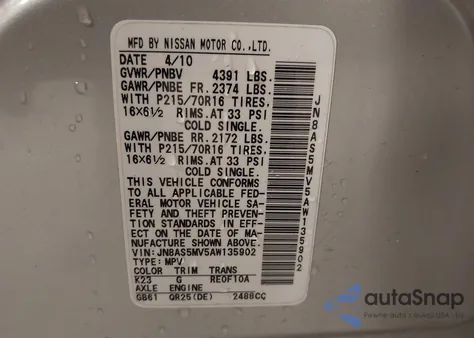 MFD BY NISSAN MOTOR CO.,LTD.
DATE 4/10
GVWR/PNBV 4391 LBS.
GAWR/PNBE FR. 2374 LBS.
WITH P215/70R16 TIRES.
16X6½ RIMS.AT 33 PSI
COLD SINGLE.
GAWR/PNBE RR. 2172 LBS.
WITH P215/70R16 TIRES.
16X6½ RIMS.AT 33 PSI
COLD SINGLE.
THIS VEHICLE CONFORMS
TO ALL APPLICABLE FED-
ERAL MOTOR VEHICLE SA-
FETY AND THEFT PREVEN-
TION STANDARDS IN EFF-
ECT ON THE DATE OF MA-
NUFACTURE SHOWN ABOVE.
VIN:JN8AS5MV5AW135902
TYPE:MPV
COLOR TRIM TRANS
K23 G RE0F10A
AXLE ENGINE
GB61 QR25(DE) 2488CC
JN8AS5MV5AW135902
autoSnap